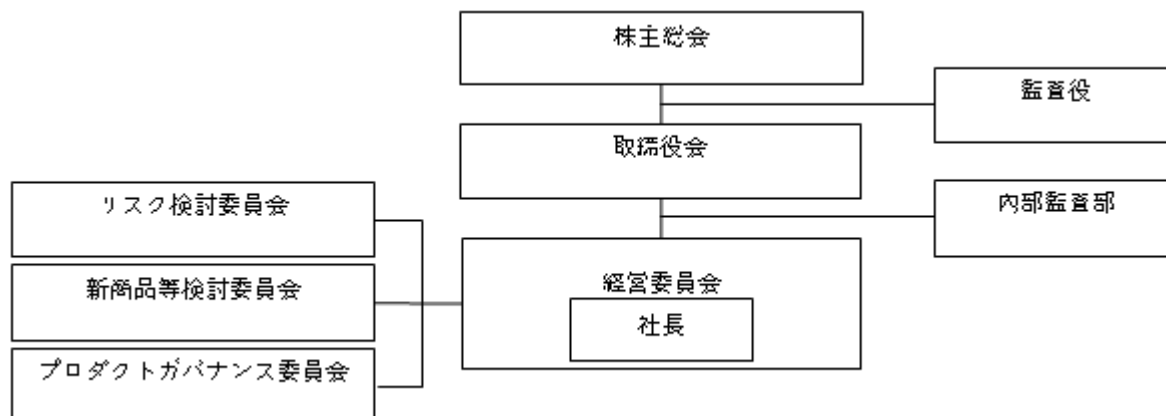 株主総会
監査役
取締役会
リスク検討委員会
内部監査部
新商品等検討委員会
経営委員会
社長
プロダクトガバナンス委員会